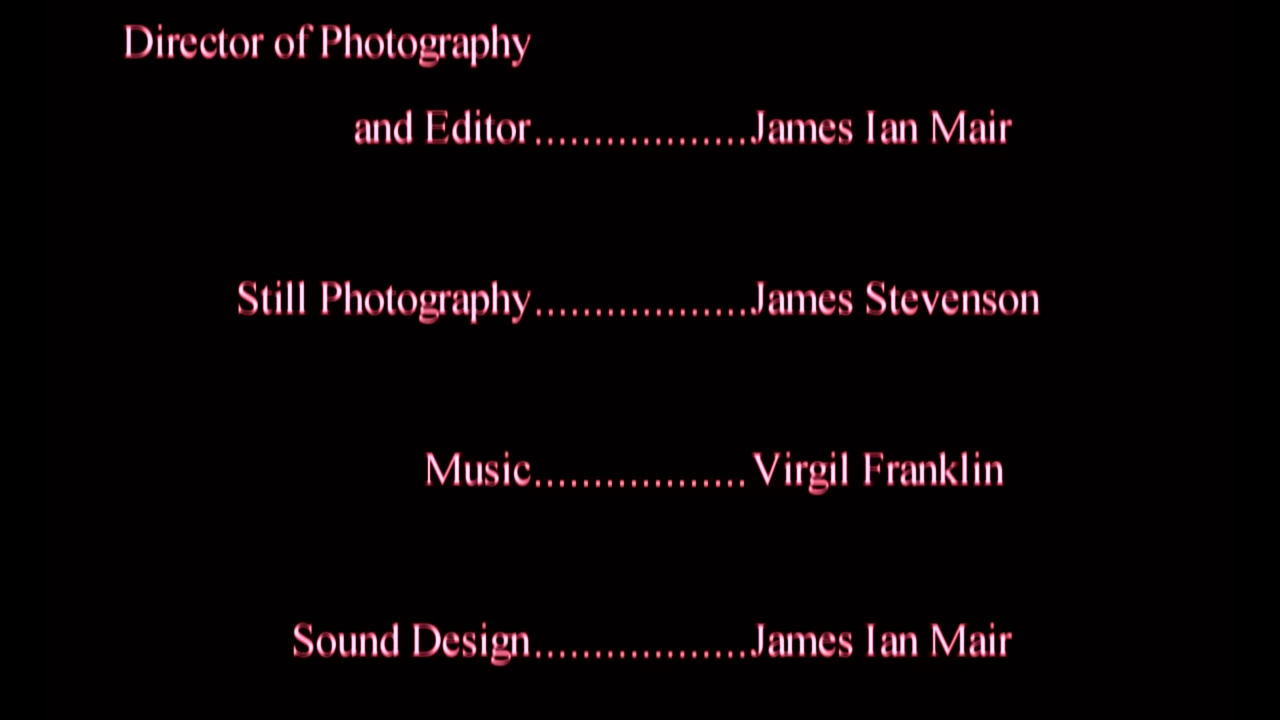 Director of Photography
and Editor..................James Ian Mair
Still Photography..................James Stevenson
Music..................Virgil Franklin
Sound Design..................James Ian Mair